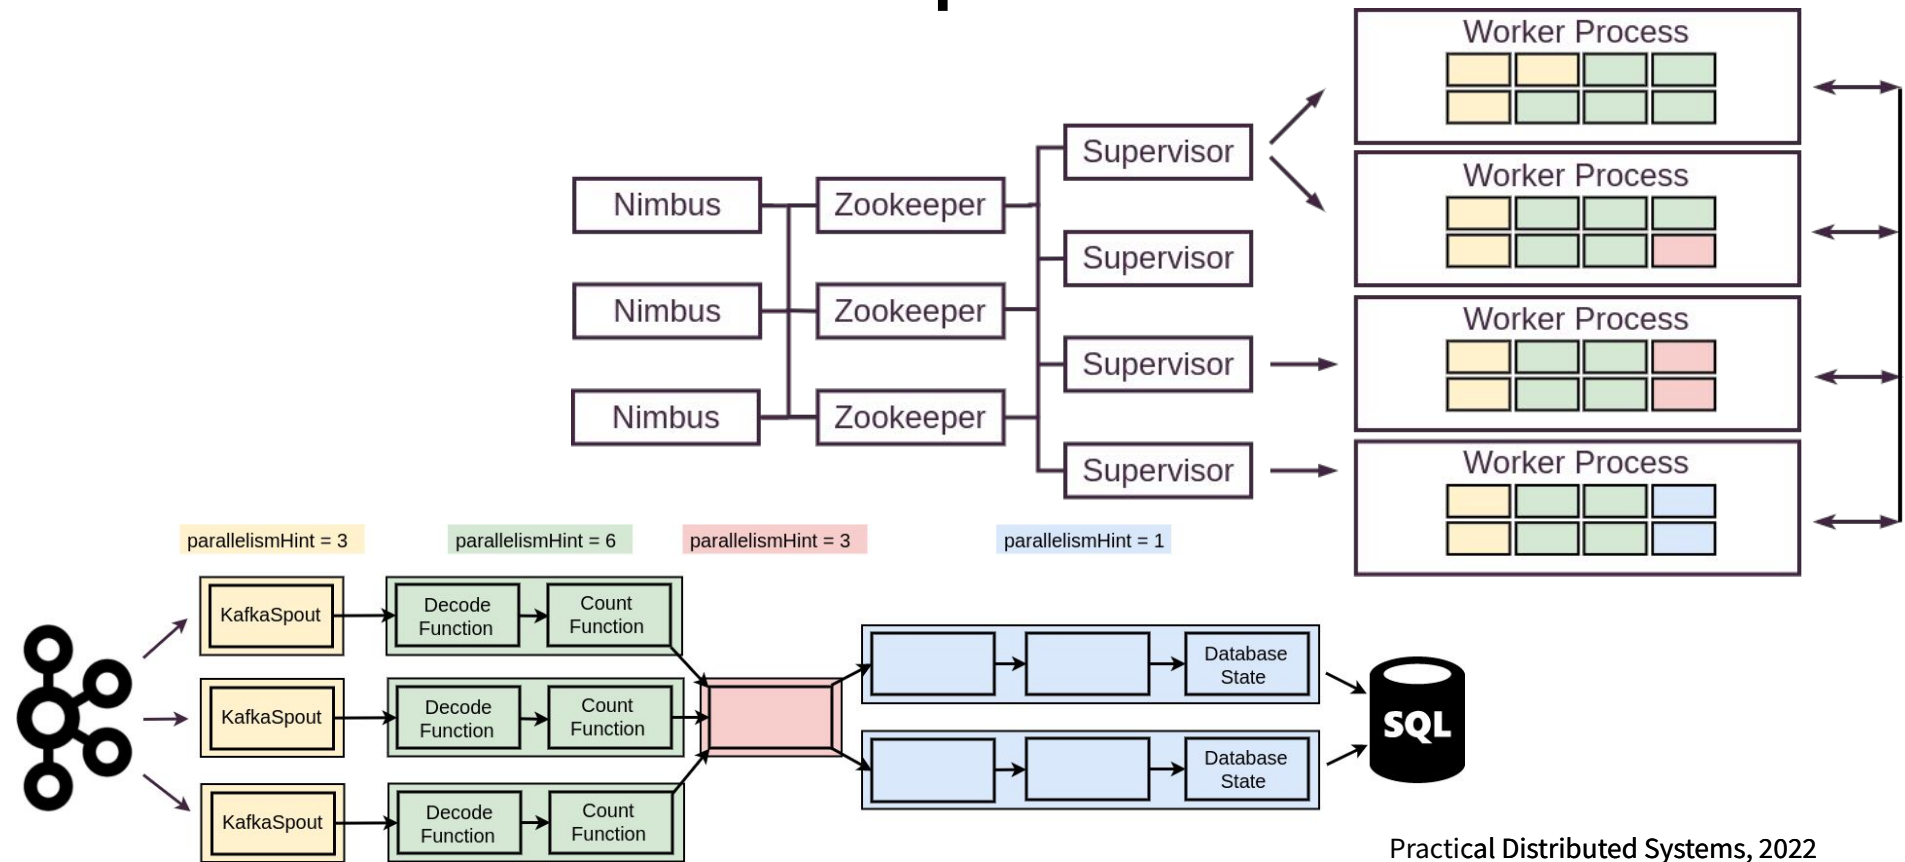 Worker Process
Worker Process
Worker Process
Worker Process
Supervisor
Supervisor
Supervisor
Supervisor
Nimbus
Zookeeper
Nimbus
Zookeeper
Nimbus
Zookeeper
parallelismHint = 3
parallelismHint = 6
parallelismHint = 3
parallelismHint = 1
KafkaSpout
Decode
Function
Count
Function
KafkaSpout
Decode
Function
Count
Function
KafkaSpout
Decode
Function
Count
Function
Database
State
Database
State
SQL
Practical Distributed Systems, 2022